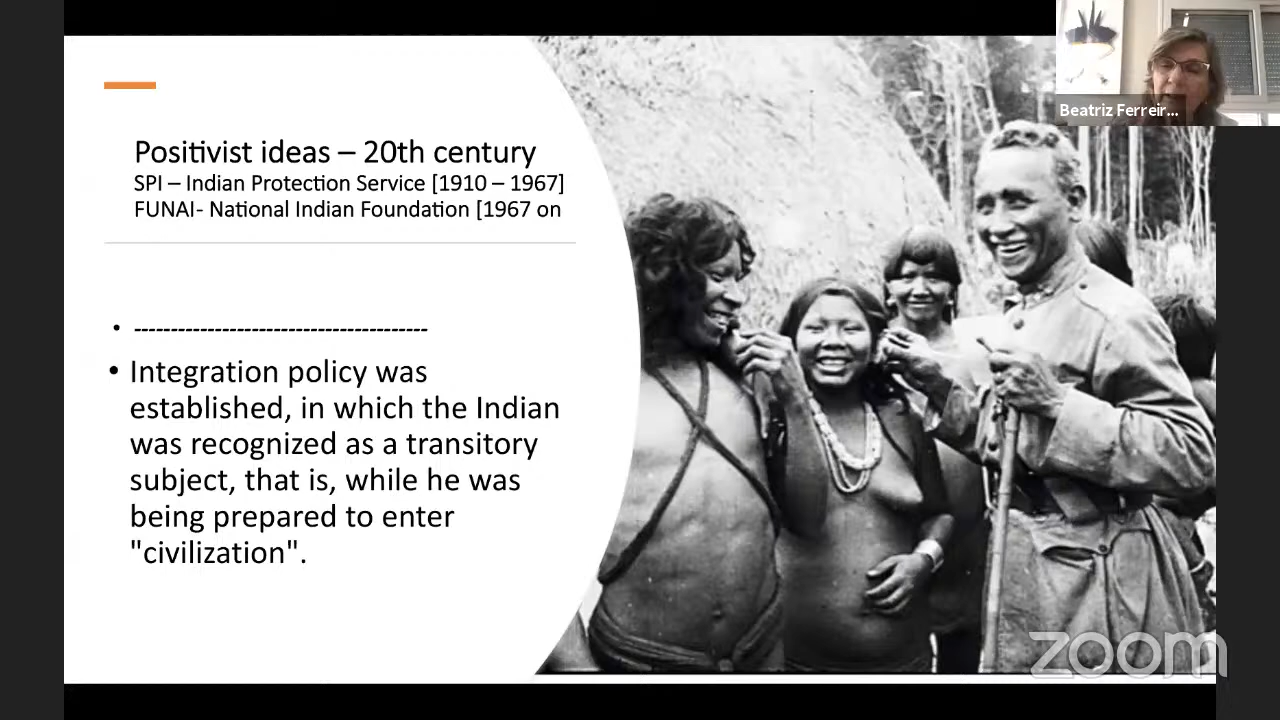 Beatriz Ferreir...
Positivist ideas – 20th century
SPI – Indian Protection Service [1910 – 1967]
FUNAI- National Indian Foundation [1967 on
• ----------------------------------------
• Integration policy was
established, in which the Indian
was recognized as a transitory
subject, that is, while he was
being prepared to enter
"civilization".
zoom